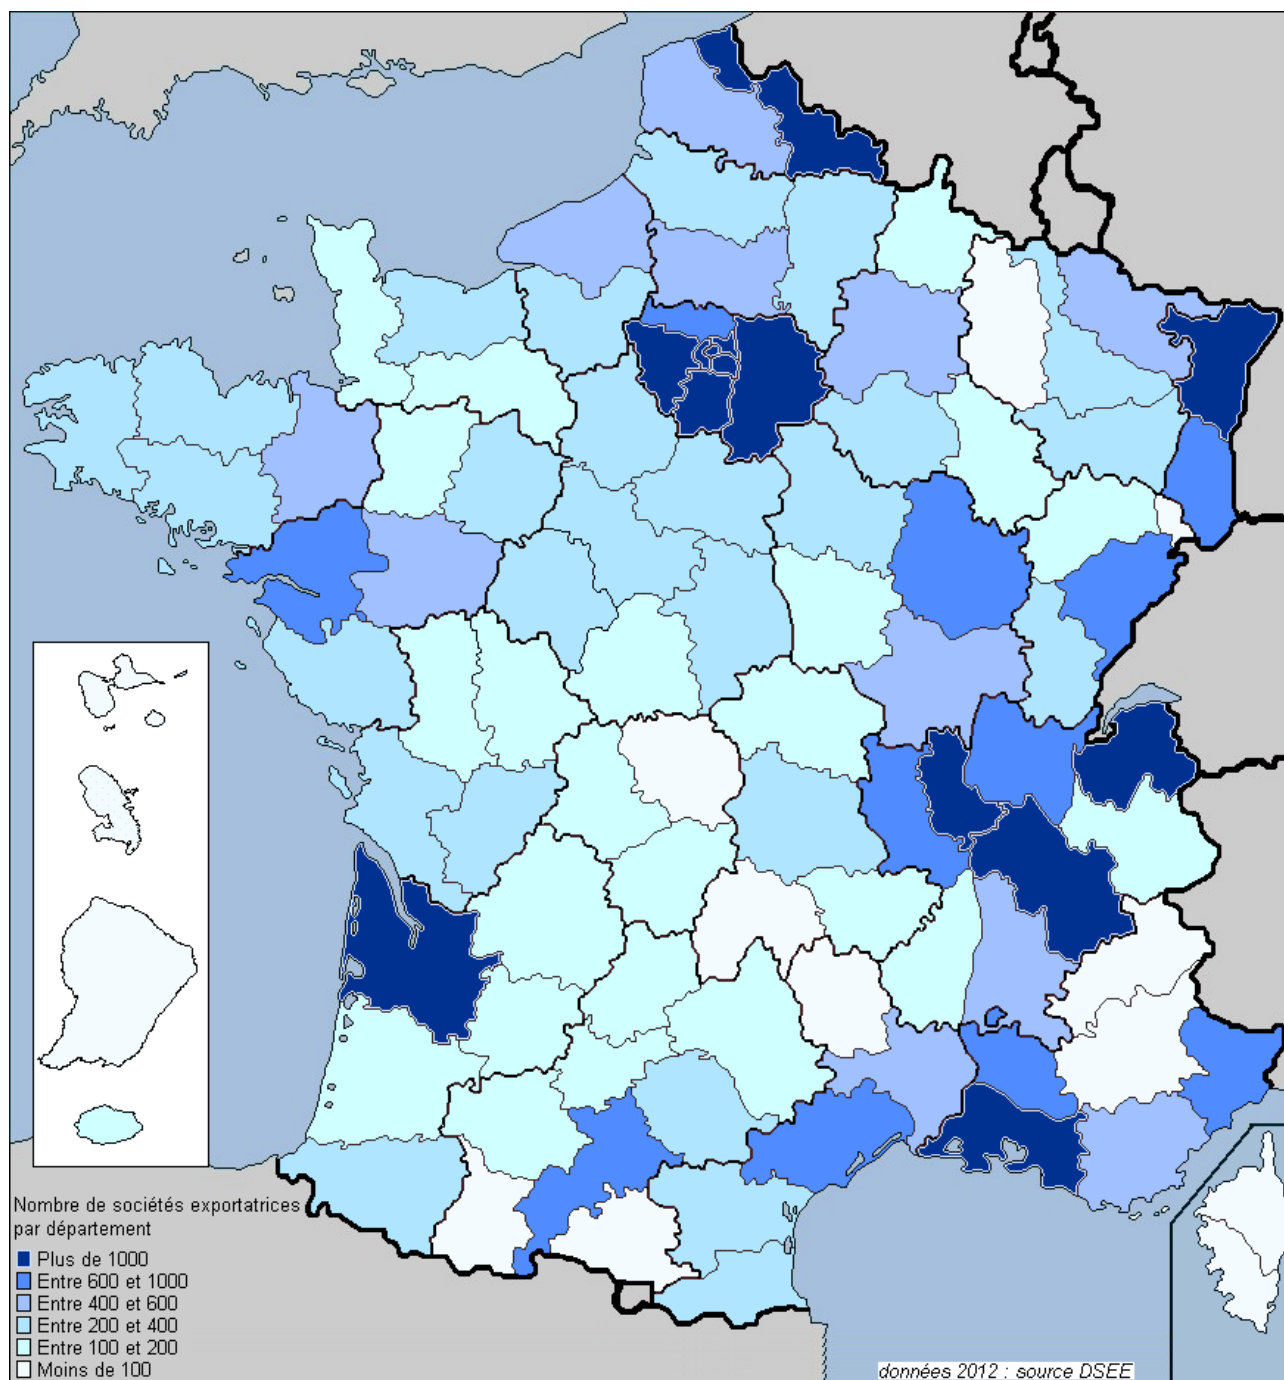 Nombre de sociétés exportatrices
par département
Plus de 1000
Entre 600 et 1000
Entre 400 et 600
Entre 200 et 400
Entre 100 et 200
Moins de 100
données 2012 : source DSEE